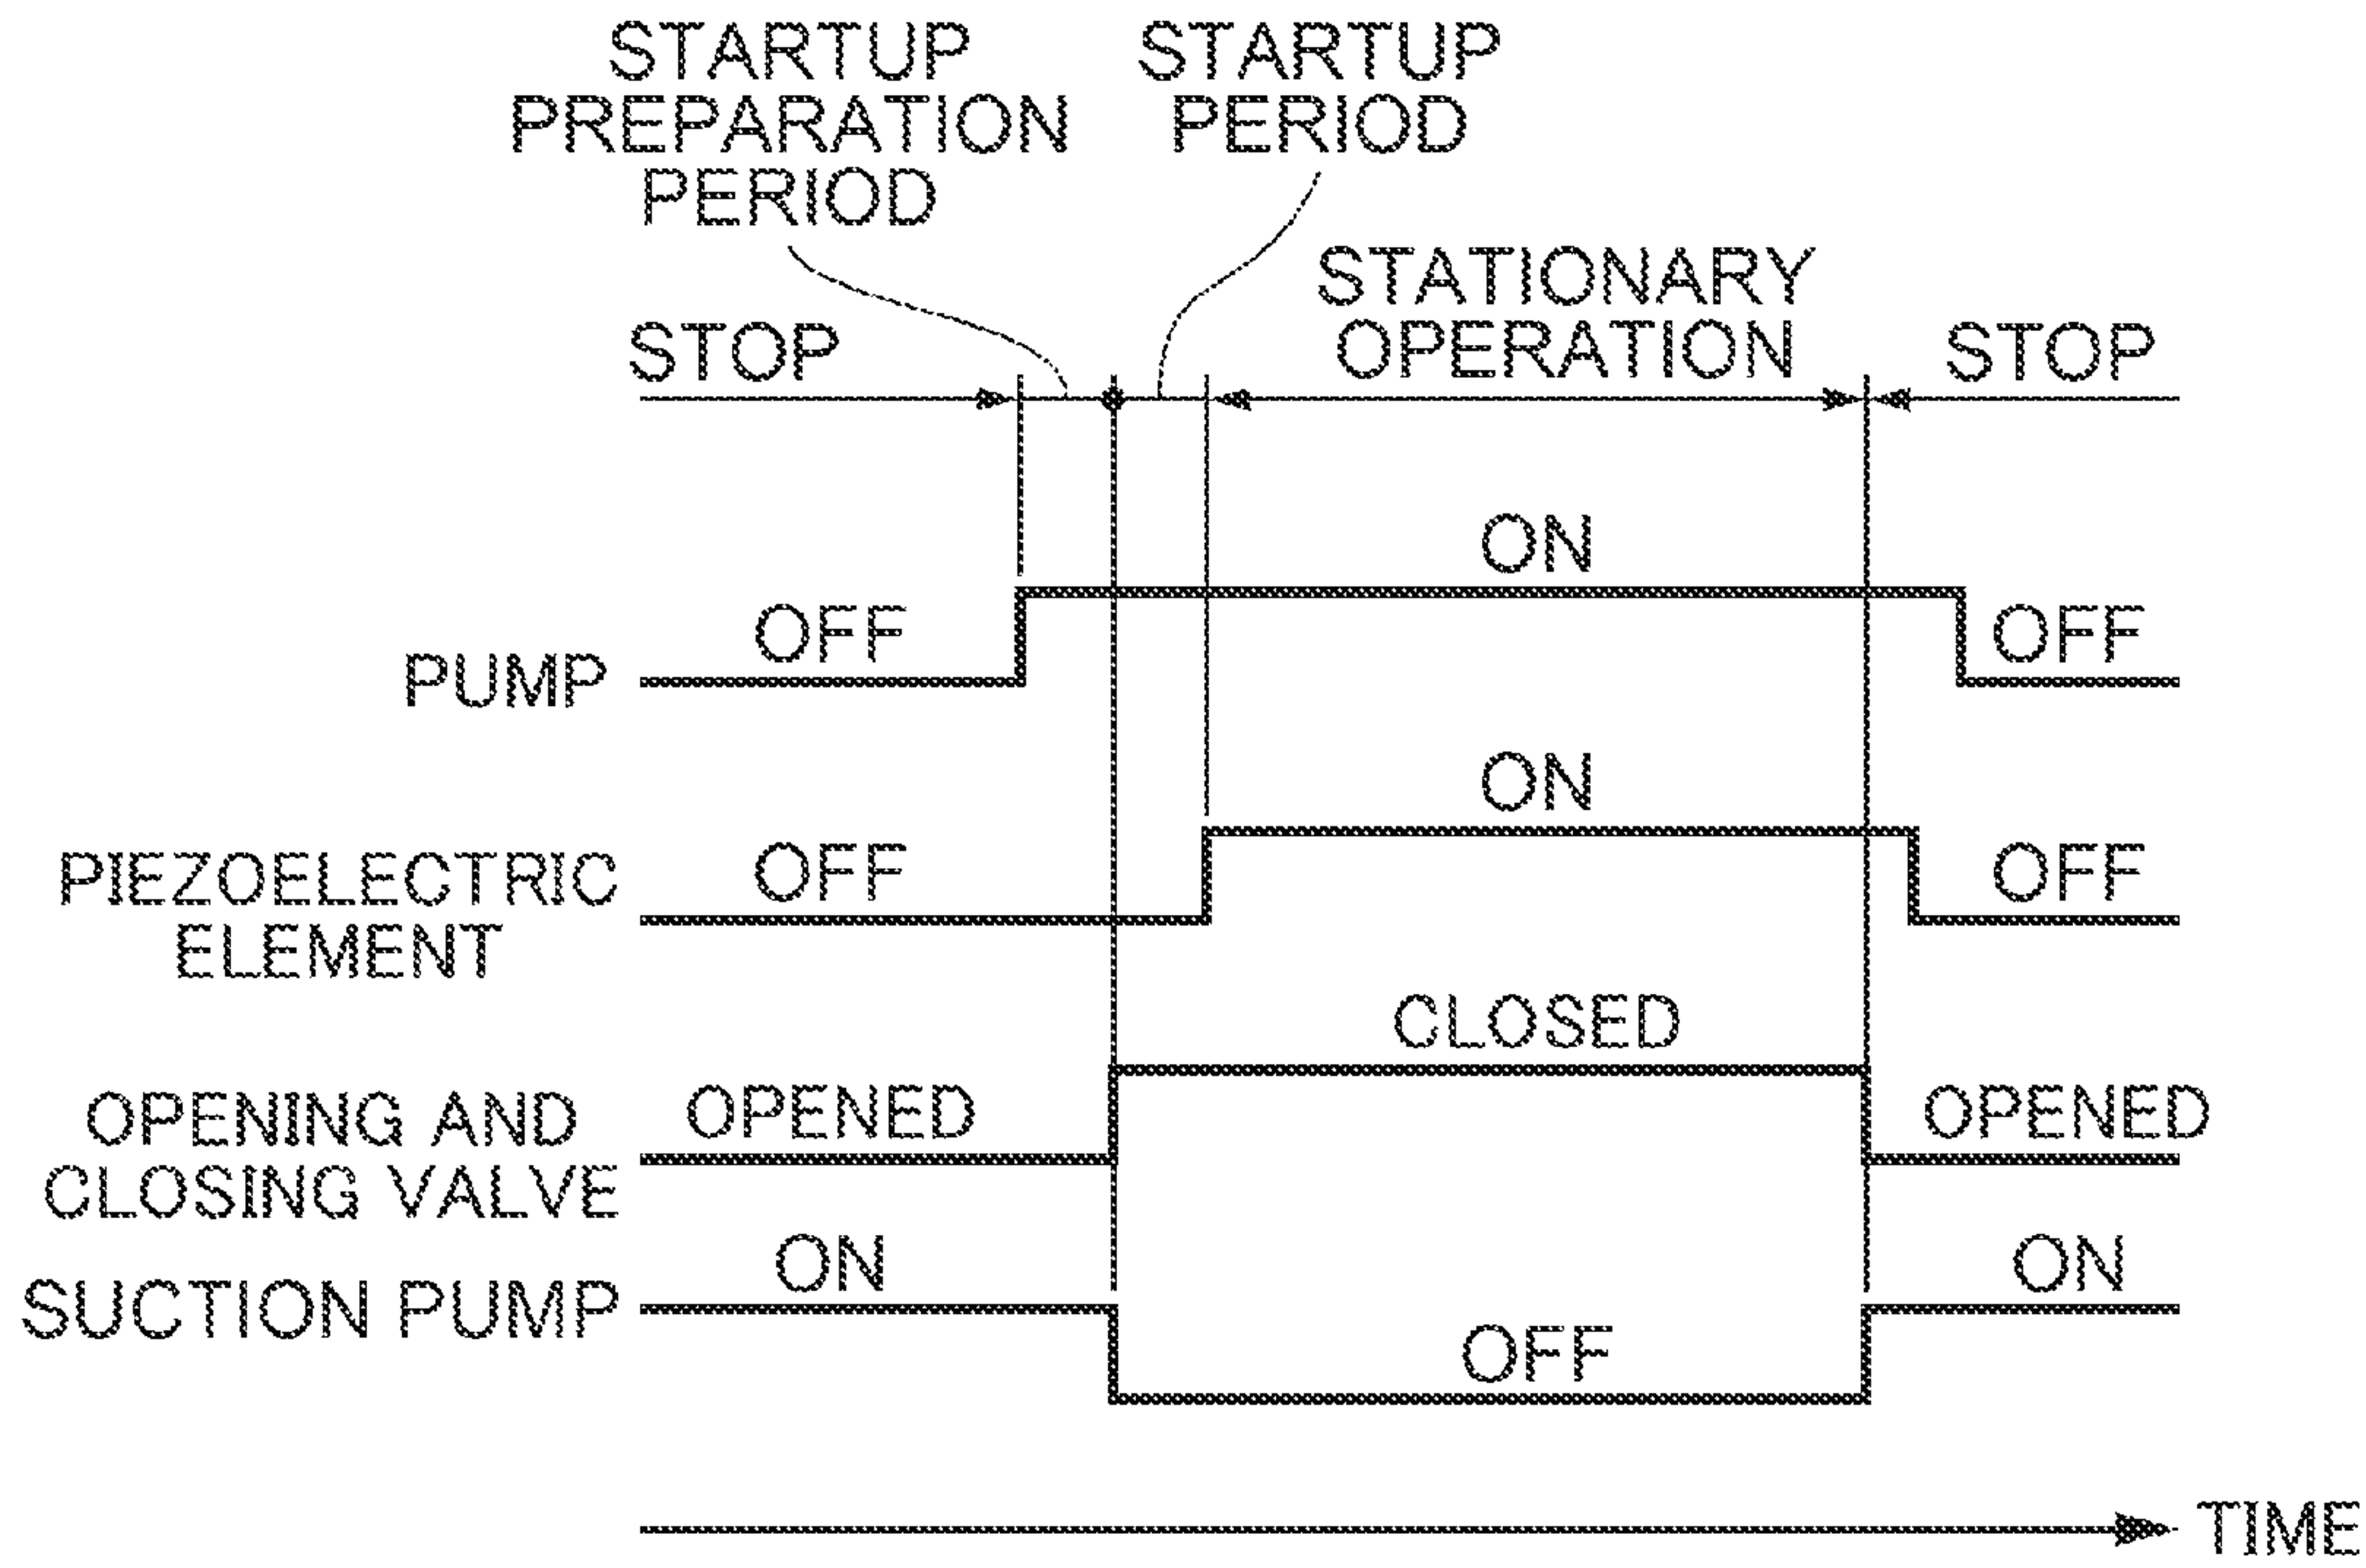 STARTUP
PREPARATION
PERIOD
STARTUP
PERIOD
STOP
STATIONARY
OPERATION
STOP
ON
PUMP
OFF
OFF
ON
PIEZOELECTRIC
ELEMENT
OFF
OFF
CLOSED
OPENING AND
CLOSING VALVE
OPENED
OPENED
SUCTION PUMP
ON
OFF
ON
TIME